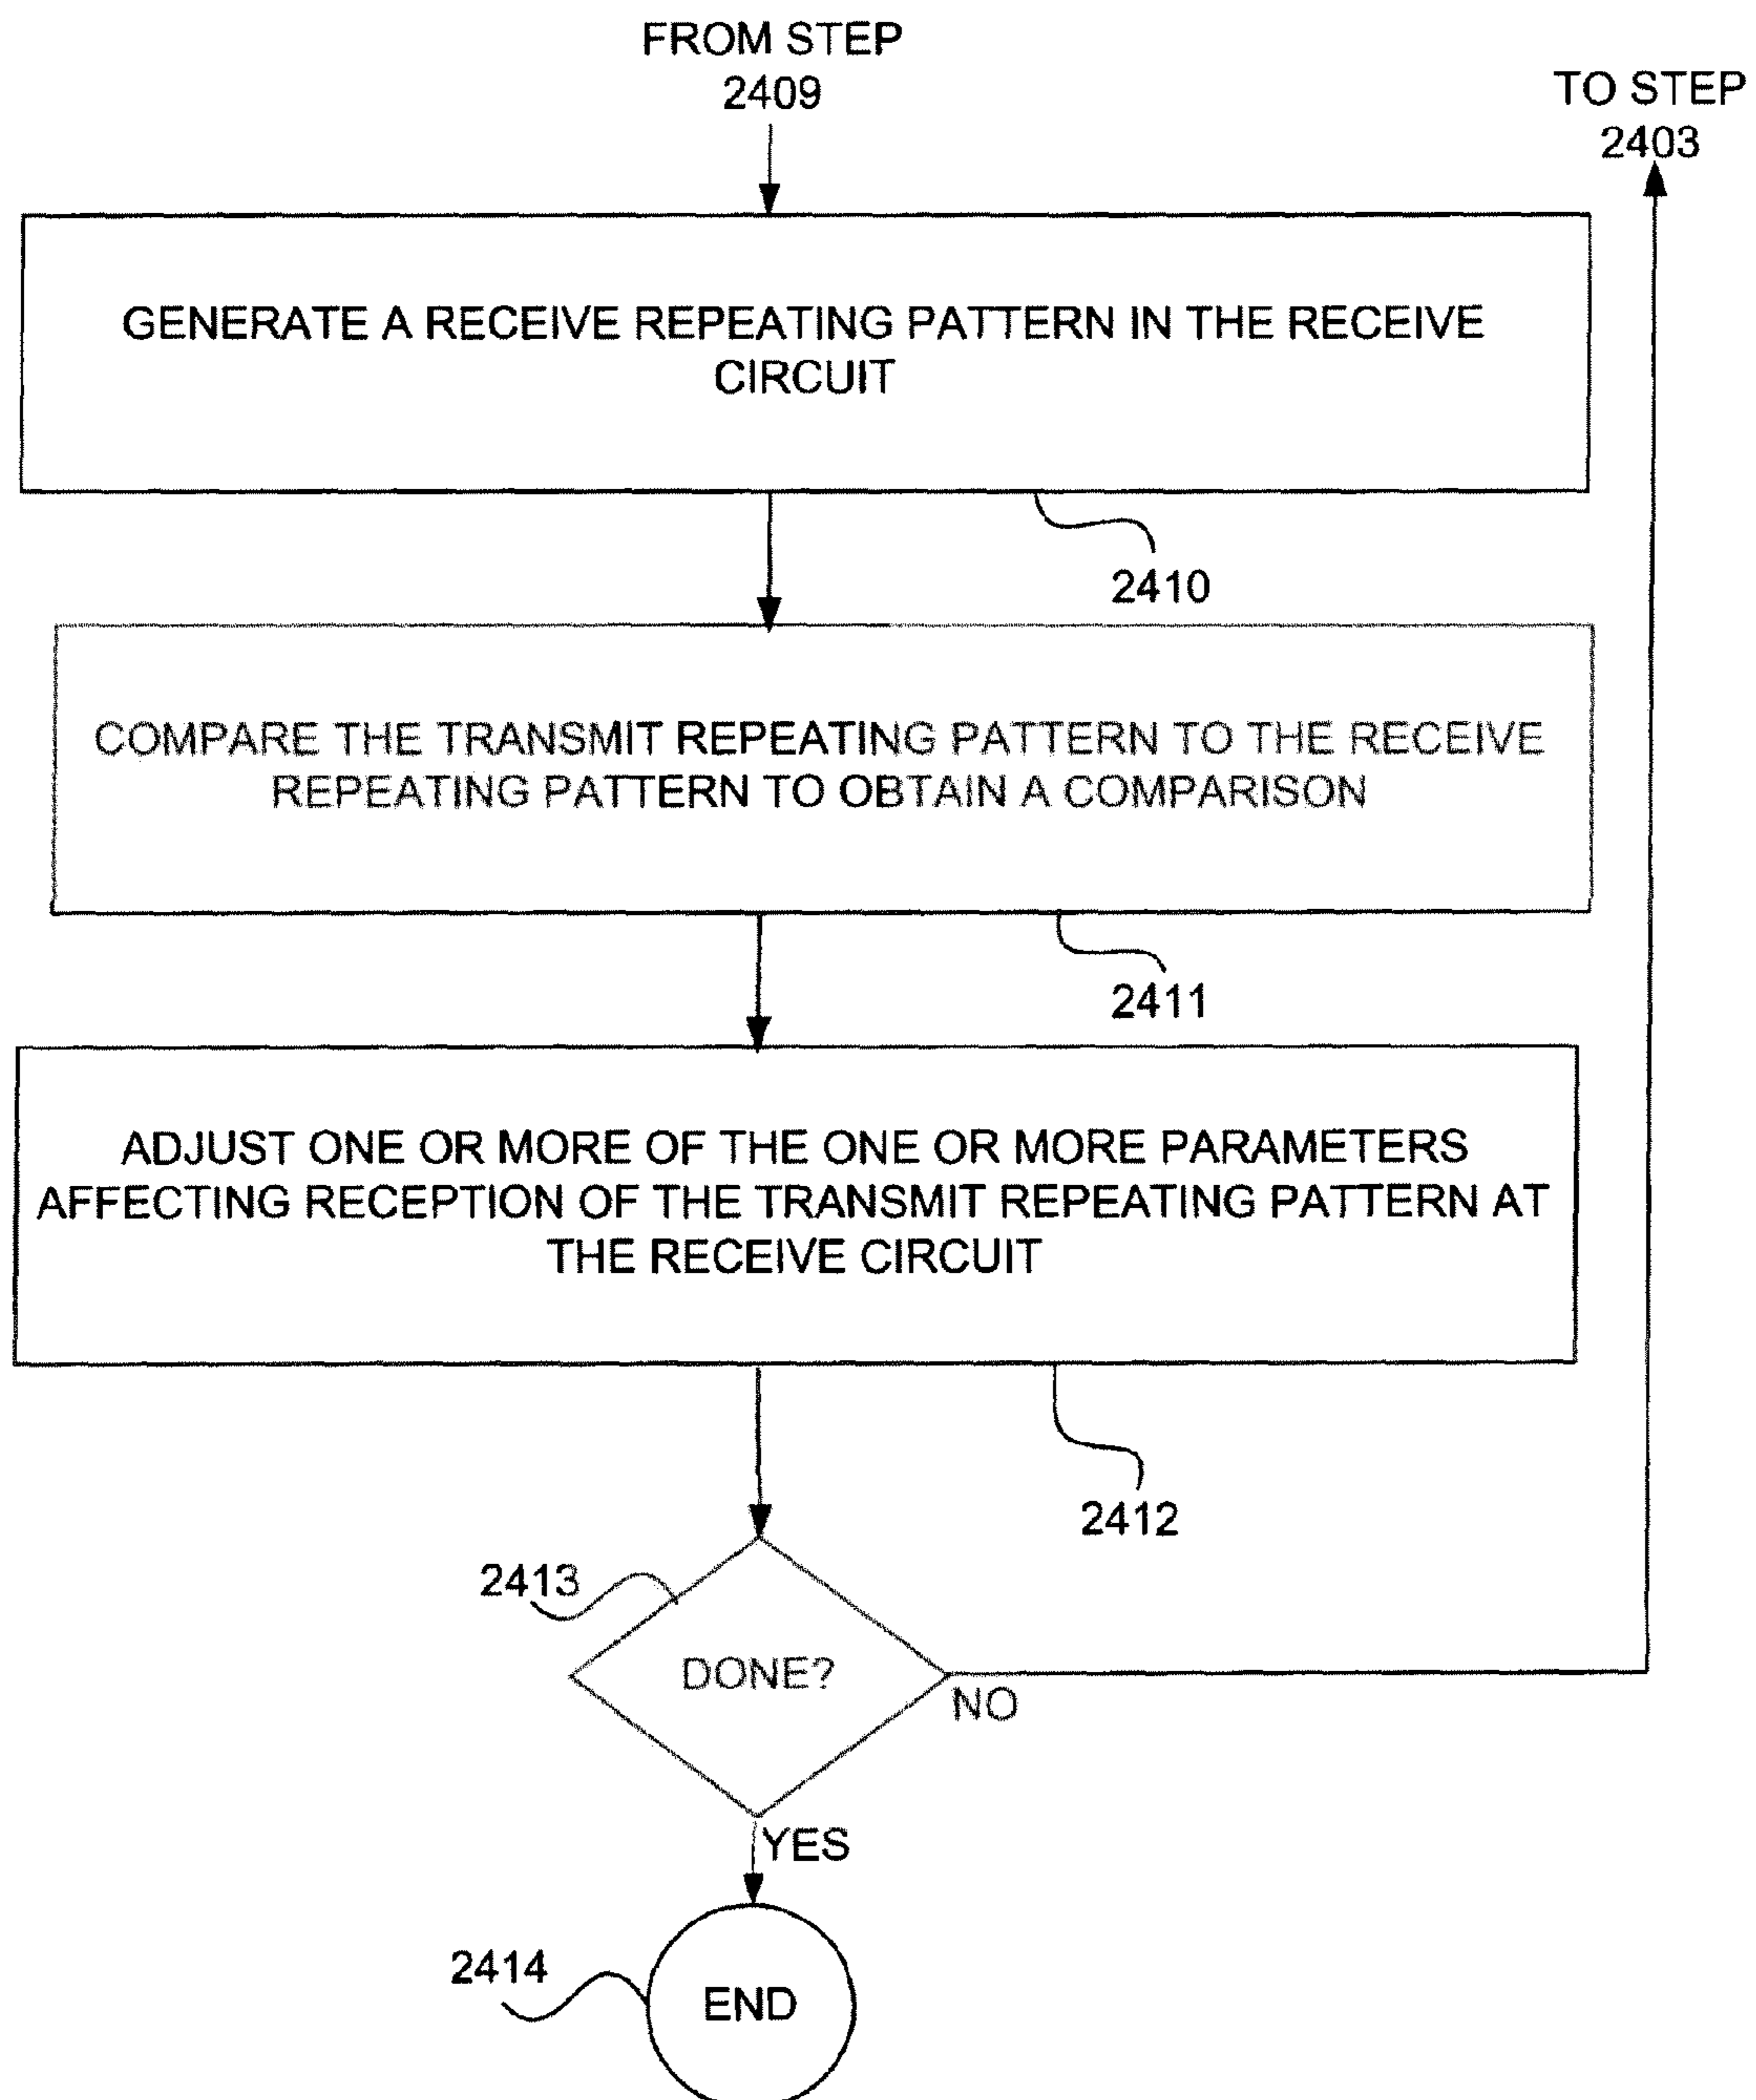 FROM STEP
2409
TO STEP
2403
GENERATE A RECEIVE REPEATING PATTERN IN THE RECEIVE
CIRCUIT
2410
COMPARE THE TRANSMIT REPEATING PATTERN TO THE RECEIVE
REPEATING PATTERN TO OBTAIN A COMPARISON
2411
ADJUST ONE OR MORE OF THE ONE OR MORE PARAMETERS
AFFECTING RECEPTION OF THE TRANSMIT REPEATING PATTERN AT
THE RECEIVE CIRCUIT
2412
2413
DONE?
NO
YES
2414
END